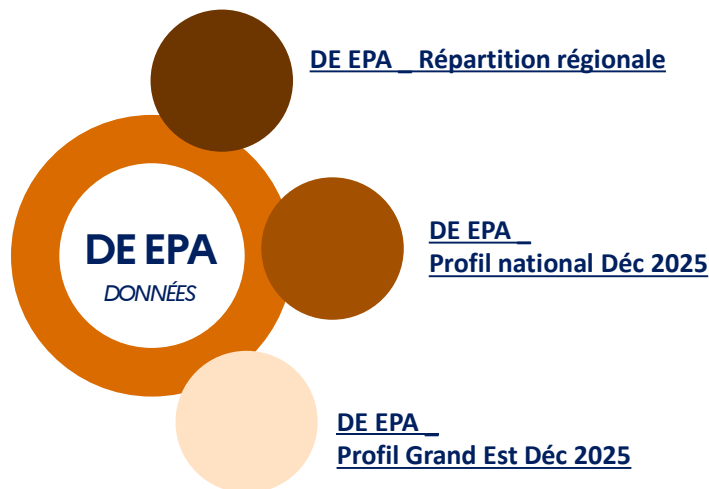 DE EPA _ Répartition régionale
DE EPA
DONNÉES
DE EPA _
Profil national Déc 2025
DE EPA _
Profil Grand Est Déc 2025